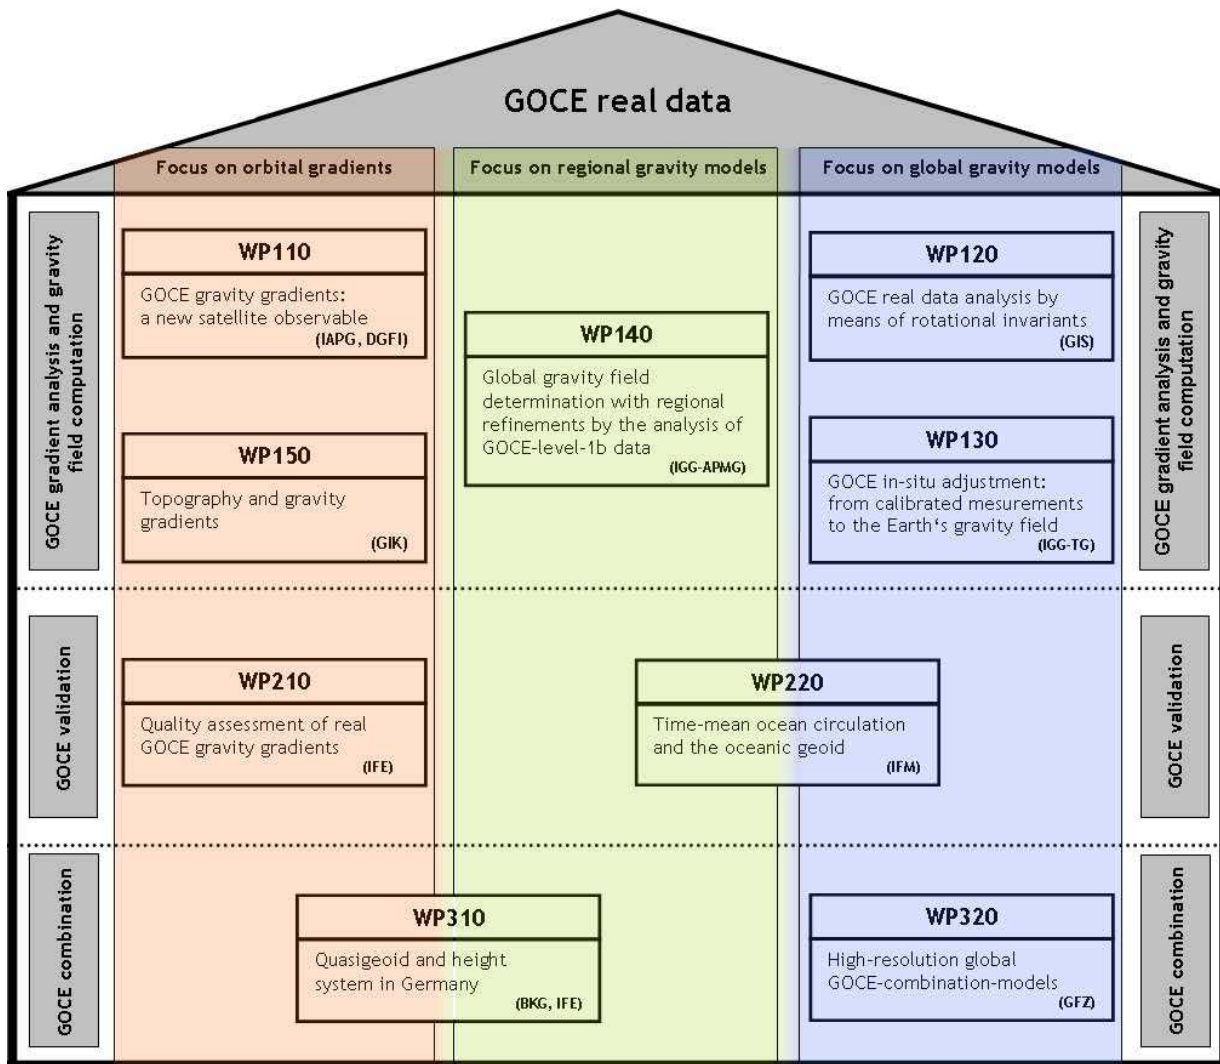 GOCE real data
Focus on orbital gradients
Focus on regional gravity models
Focus on global gravity models
GOCE gradient analysis and gravity
field computation
WP110
GOCE gravity gradients:
a new satellite observable
(IAPG, DGFI)
WP150
Topography and gravity
gradients
(GIK)
WP140
Global gravity field
determination with regional
refinements by the analysis of
GOCE-level-1b data
(IGG-APMG)
WP120
GOCE real data analysis by
means of rotational invariants
(GIS)
WP130
GOCE in-situ adjustment:
from calibrated mesurements
to the Earth‘s gravity field
(IGG-TG)
GOCE gradient analysis and gravity
field computation
GOCE validation
WP210
Quality assessment of real
GOCE gravity gradients
(IFE)
WP220
Time-mean ocean circulation
and the oceanic geoid
(IFM)
GOCE validation
GOCE combination
WP310
Quasigeoid and height
system in Germany
(BKG, IFE)
WP320
High-resolution global
GOCE-combination-models
(GFZ)
GOCE combination